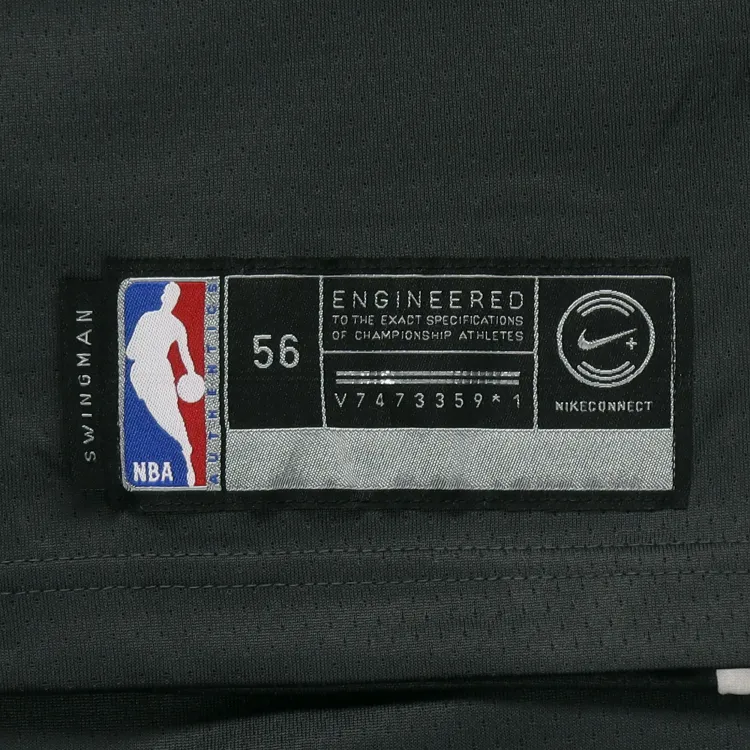 SWINGMAN
NBA
AUTHENTICS
56
ENGINEERED
TO THE EXACT SPECIFICATIONS
OF CHAMPIONSHIP ATHLETES
V7473359*1
NIKECONNECT